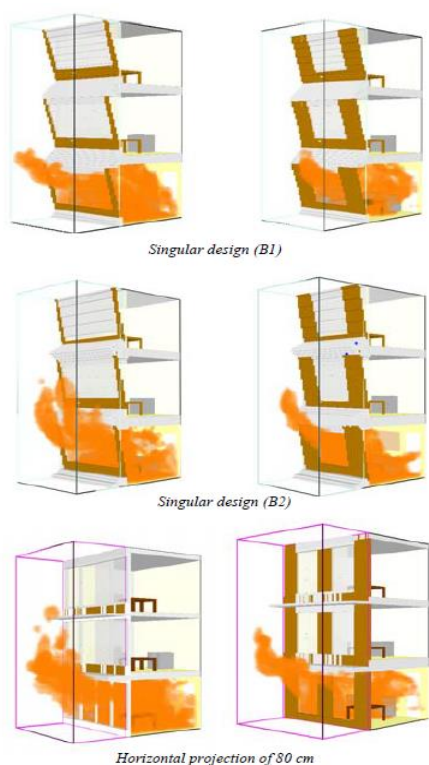 Singular design (B1)
Singular design (B2)
Horizontal projection of 80 cm